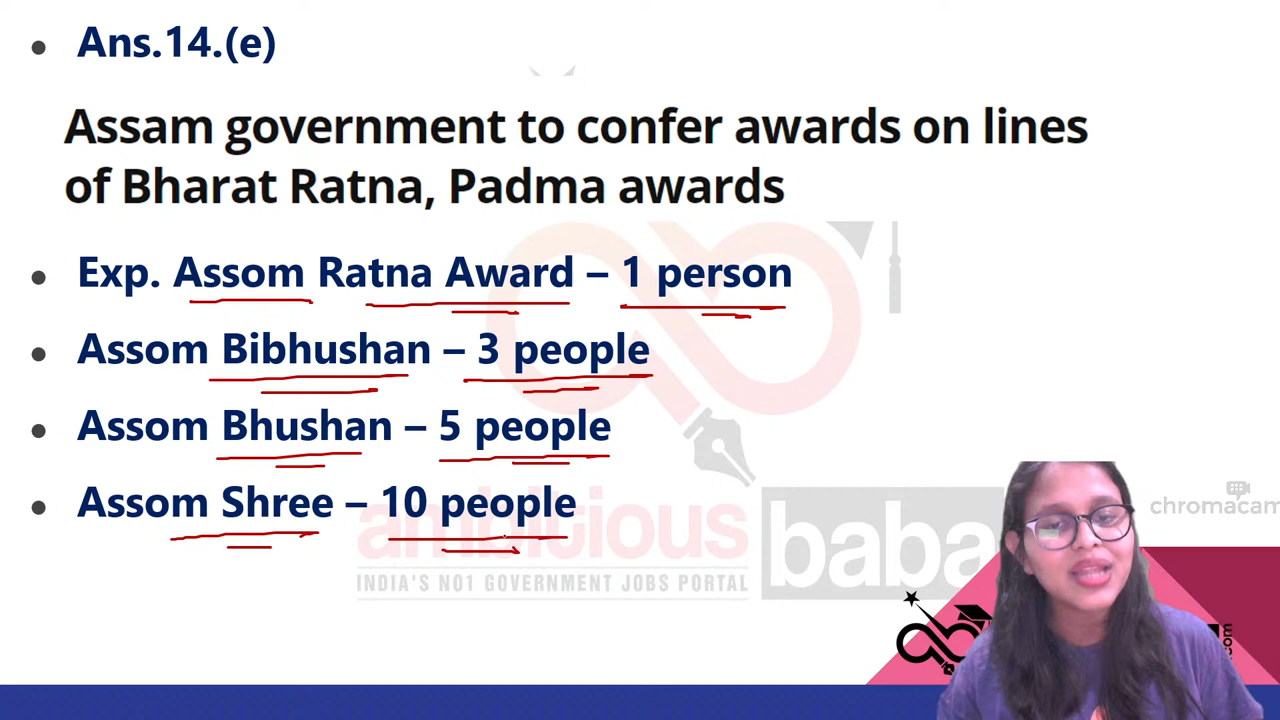 Ans.14.(e)
Assam government to confer awards on lines
of Bharat Ratna, Padma awards
Exp. Assom Ratna Award – 1 person
Assom Bibhushan – 3 people
Assom Bhushan – 5 people
Assom Shree – 10 people
chromacam
ambitious
baba
INDIA'S NO1 GOVERNMENT JOBS PORTAL